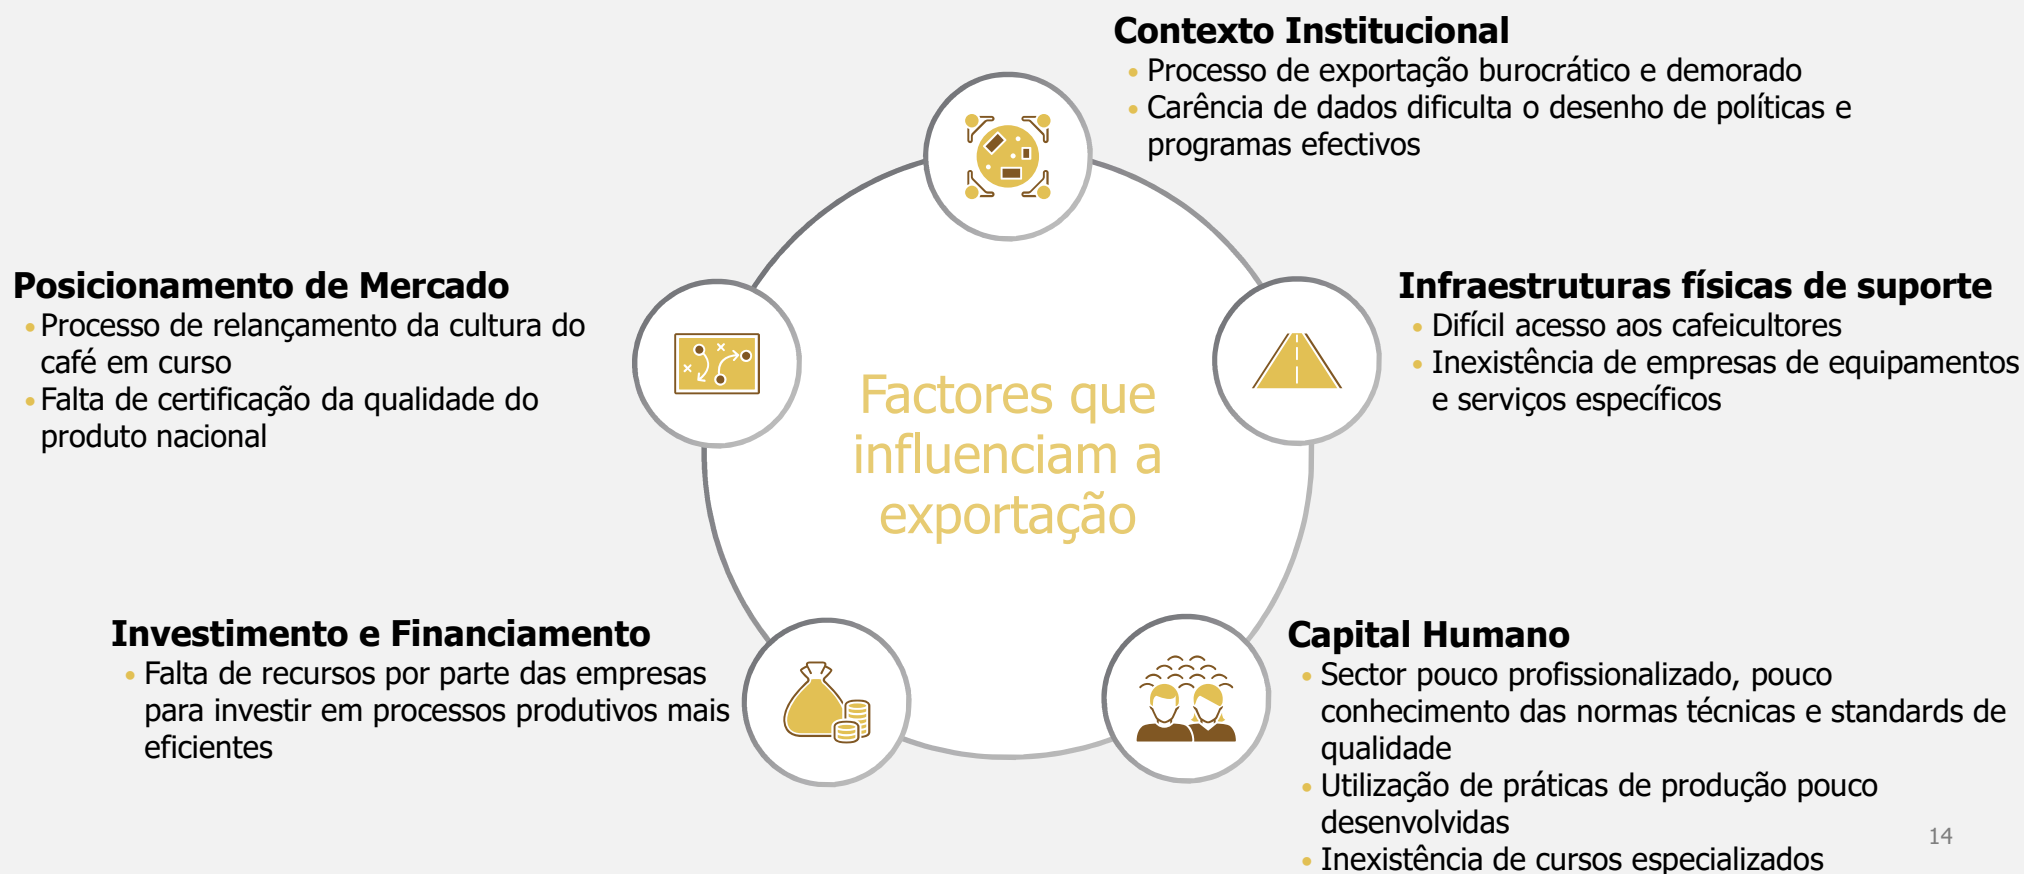 Contexto Institucional
• Processo de exportação burocrático e demorado
• Carência de dados dificulta o desenho de políticas e
programas efectivos
Posicionamento de Mercado
• Processo de relançamento da cultura do
café em curso
• Falta de certificação da qualidade do
produto nacional
Infraestruturas físicas de suporte
• Difícil acesso aos cafeicultores
• Inexistência de empresas de equipamentos
e serviços específicos
Factores que
influenciam a
exportação
Investimento e Financiamento
• Falta de recursos por parte das empresas
para investir em processos produtivos mais
eficientes
Capital Humano
• Sector pouco profissionalizado, pouco
conhecimento das normas técnicas e standards de
qualidade
• Utilização de práticas de produção pouco
desenvolvidas
• Inexistência de cursos especializados
14